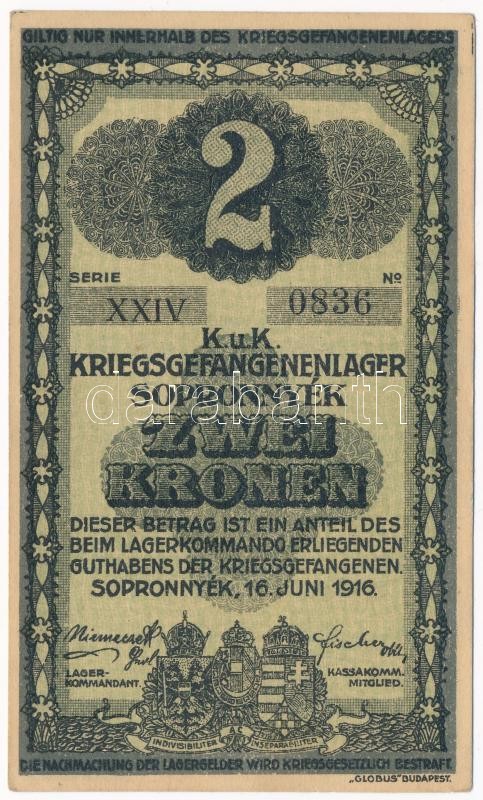 GILTIG NUR INNERHALB DES KRIEGSGEFANGENENLAGERS
2
SERIE No
XXIV 0836
K.u.K.
KRIEGSGEFANGENENLAGER
SOPRONNYÉK
darabanth
ZWEI
KRONEN
DIESER BETRAG IST EIN ANTEIL DES
BEIM LAGERKOMMANDO ERLIEGENDEN
GUTHABENS DER KRIEGSGEFANGENEN.
SOPRONNYÉK, 16. JUNI 1916.
Fischer
LAGER-
KOMMANDANT.
KASSAKOMM.
MITGLIED.
INDIVISIBILITER AC INSEPARABILITER
DIE NACHMACHUNG DER LAGERGELDER WIRD KRIEGSGESETZLICH BESTRAFT.
„GLOBUS" BUDAPEST.